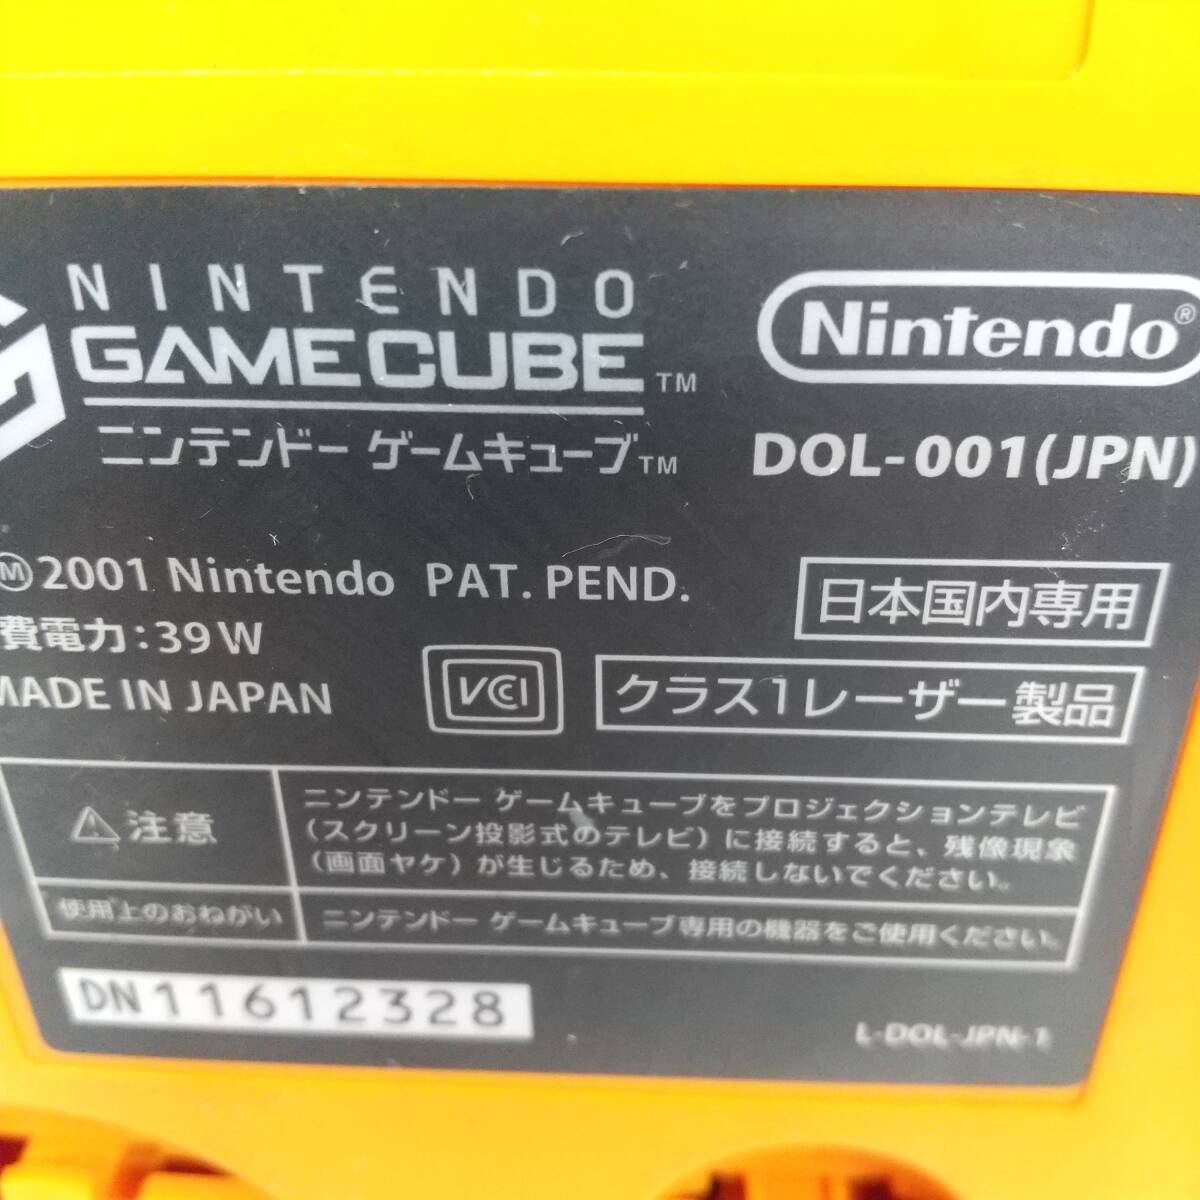 NINTENDO
GAMECUBE™
ニンテンドー ゲームキューブ™
Nintendo®
DOL-001(JPN)
Ⓜ2001 Nintendo PAT. PEND.
費電力:39W
MADE IN JAPAN
VCCI
日本国内専用
クラス1レーザー製品
⚠注意
ニンテンドー ゲームキューブをプロジェクションテレビ
(スクリーン投影式のテレビ)に接続すると、残像現象
(画面ヤケ)が生じるため、接続しないでください。
使用上のおねがい
ニンテンドー ゲームキューブ専用の機器をご使用ください。
DN11612328
L-DOL-JPN-1